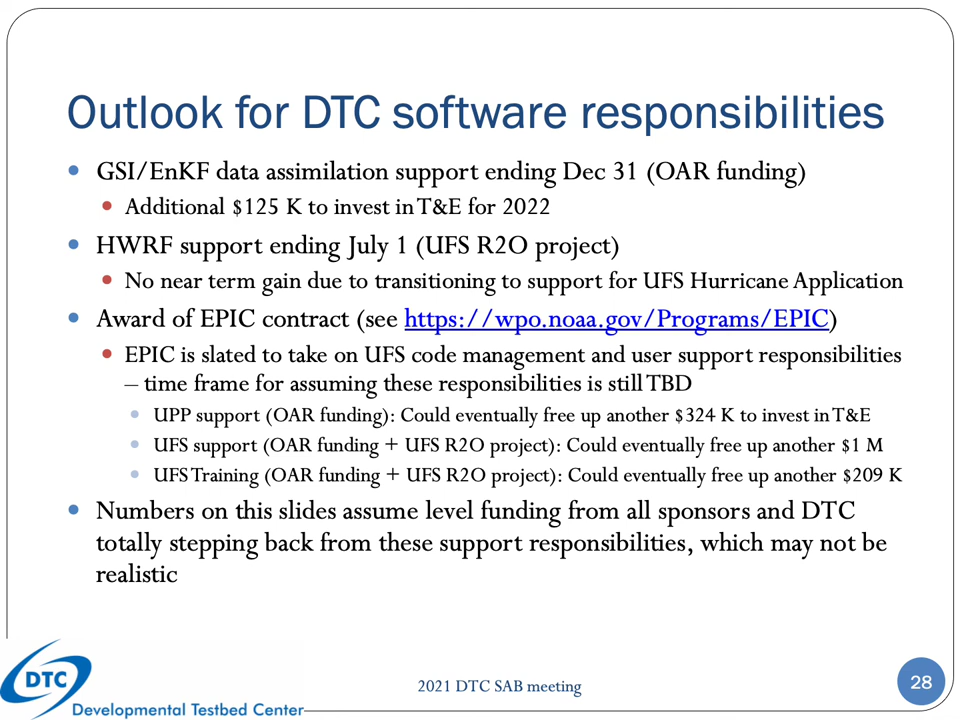 Outlook for DTC software responsibilities
GSI/EnKF data assimilation support ending Dec 31 (OAR funding)
Additional $125 K to invest in T&E for 2022
HWRF support ending July 1 (UFS R2O project)
No near term gain due to transitioning to support for UFS Hurricane Application
Award of EPIC contract (see https://wpo.noaa.gov/Programs/EPIC)
EPIC is slated to take on UFS code management and user support responsibilities
– time frame for assuming these responsibilities is still TBD
UPP support (OAR funding): Could eventually free up another $324 K to invest in T&E
UFS support (OAR funding + UFS R2O project): Could eventually free up another $1 M
UFS Training (OAR funding + UFS R2O project): Could eventually free up another $209 K
Numbers on this slides assume level funding from all sponsors and DTC
totally stepping back from these support responsibilities, which may not be
realistic
DTC
Developmental Testbed Center
2021 DTC SAB meeting
28